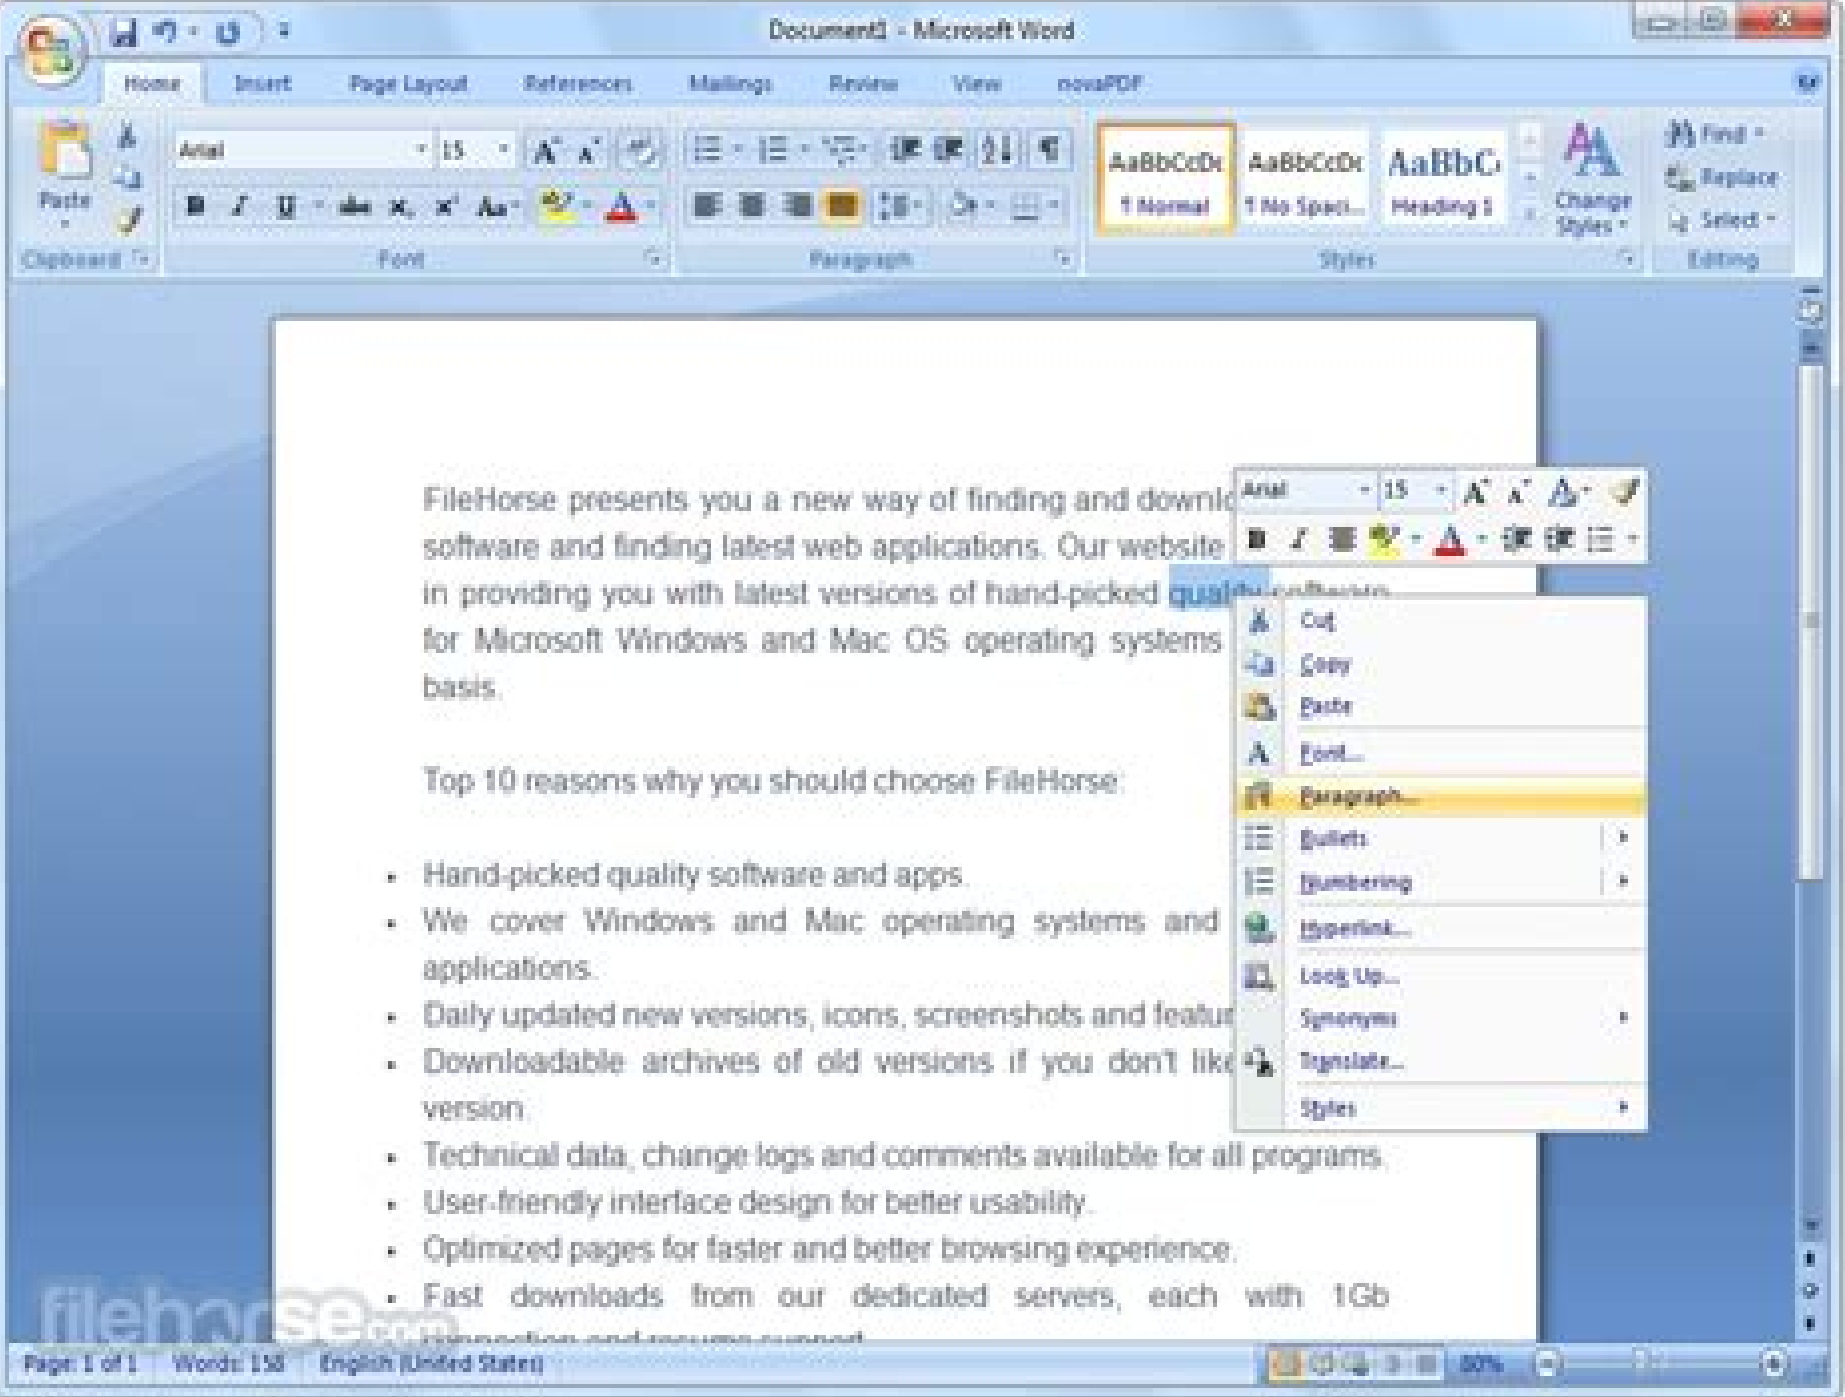 Document1 - Microsoft Word
Home Insert Page Layout References Mailings Review View novaPDF
Paste
Arial 15
AaBbCcDc AaBbCcDc AaBbC
¶ Normal ¶ No Spaci... Heading 1
Change Styles
Find
Replace
Select
Clipboard Font Paragraph Styles Editing
FileHorse presents you a new way of finding and downlo
software and finding latest web applications. Our website
in providing you with latest versions of hand-picked quality software
for Microsoft Windows and Mac OS operating systems
basis.
Top 10 reasons why you should choose FileHorse:
• Hand-picked quality software and apps.
• We cover Windows and Mac operating systems and
applications.
• Daily updated new versions, icons, screenshots and featur
• Downloadable archives of old versions if you don't like
version.
• Technical data, change logs and comments available for all programs.
• User-friendly interface design for better usability.
• Optimized pages for faster and better browsing experience.
• Fast downloads from our dedicated servers, each with 1Gb
connection and resume support
Arial 15
Cut
Copy
Paste
Font...
Paragraph...
Bullets
Numbering
Hyperlink...
Look Up...
Synonyms
Translate...
Styles
filehorse.com
Page: 1 of 1 Words: 158 English (United States) 80%